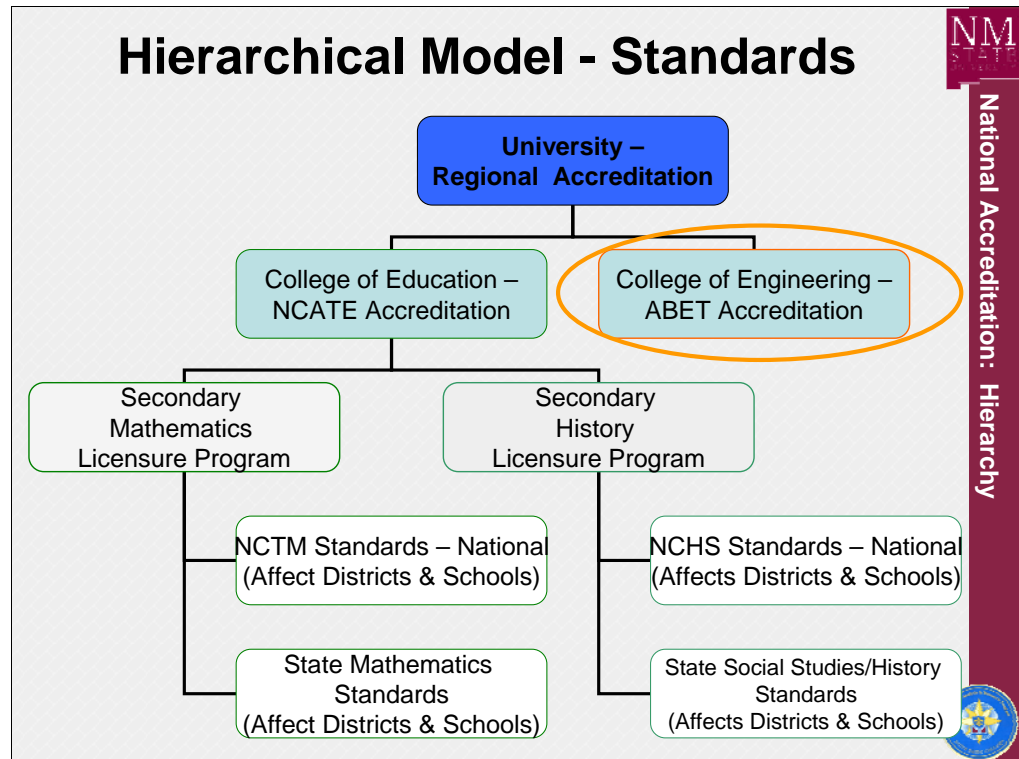 Hierarchical Model - Standards
NM
STATE
National Accreditation: Hierarchy
University –
Regional Accreditation
College of Education –
NCATE Accreditation
College of Engineering –
ABET Accreditation
Secondary
Mathematics
Licensure Program
Secondary
History
Licensure Program
NCTM Standards – National
(Affect Districts & Schools)
NCHS Standards – National
(Affects Districts & Schools)
State Mathematics
Standards
(Affect Districts & Schools)
State Social Studies/History
Standards
(Affects Districts & Schools)